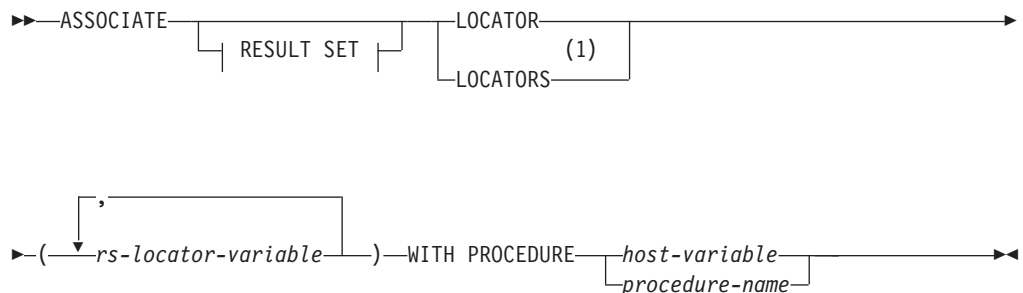 ASSOCIATE LOCATOR
RESULT SET (1)
LOCATORS
,
( rs-locator-variable ) WITH PROCEDURE host-variable
procedure-name